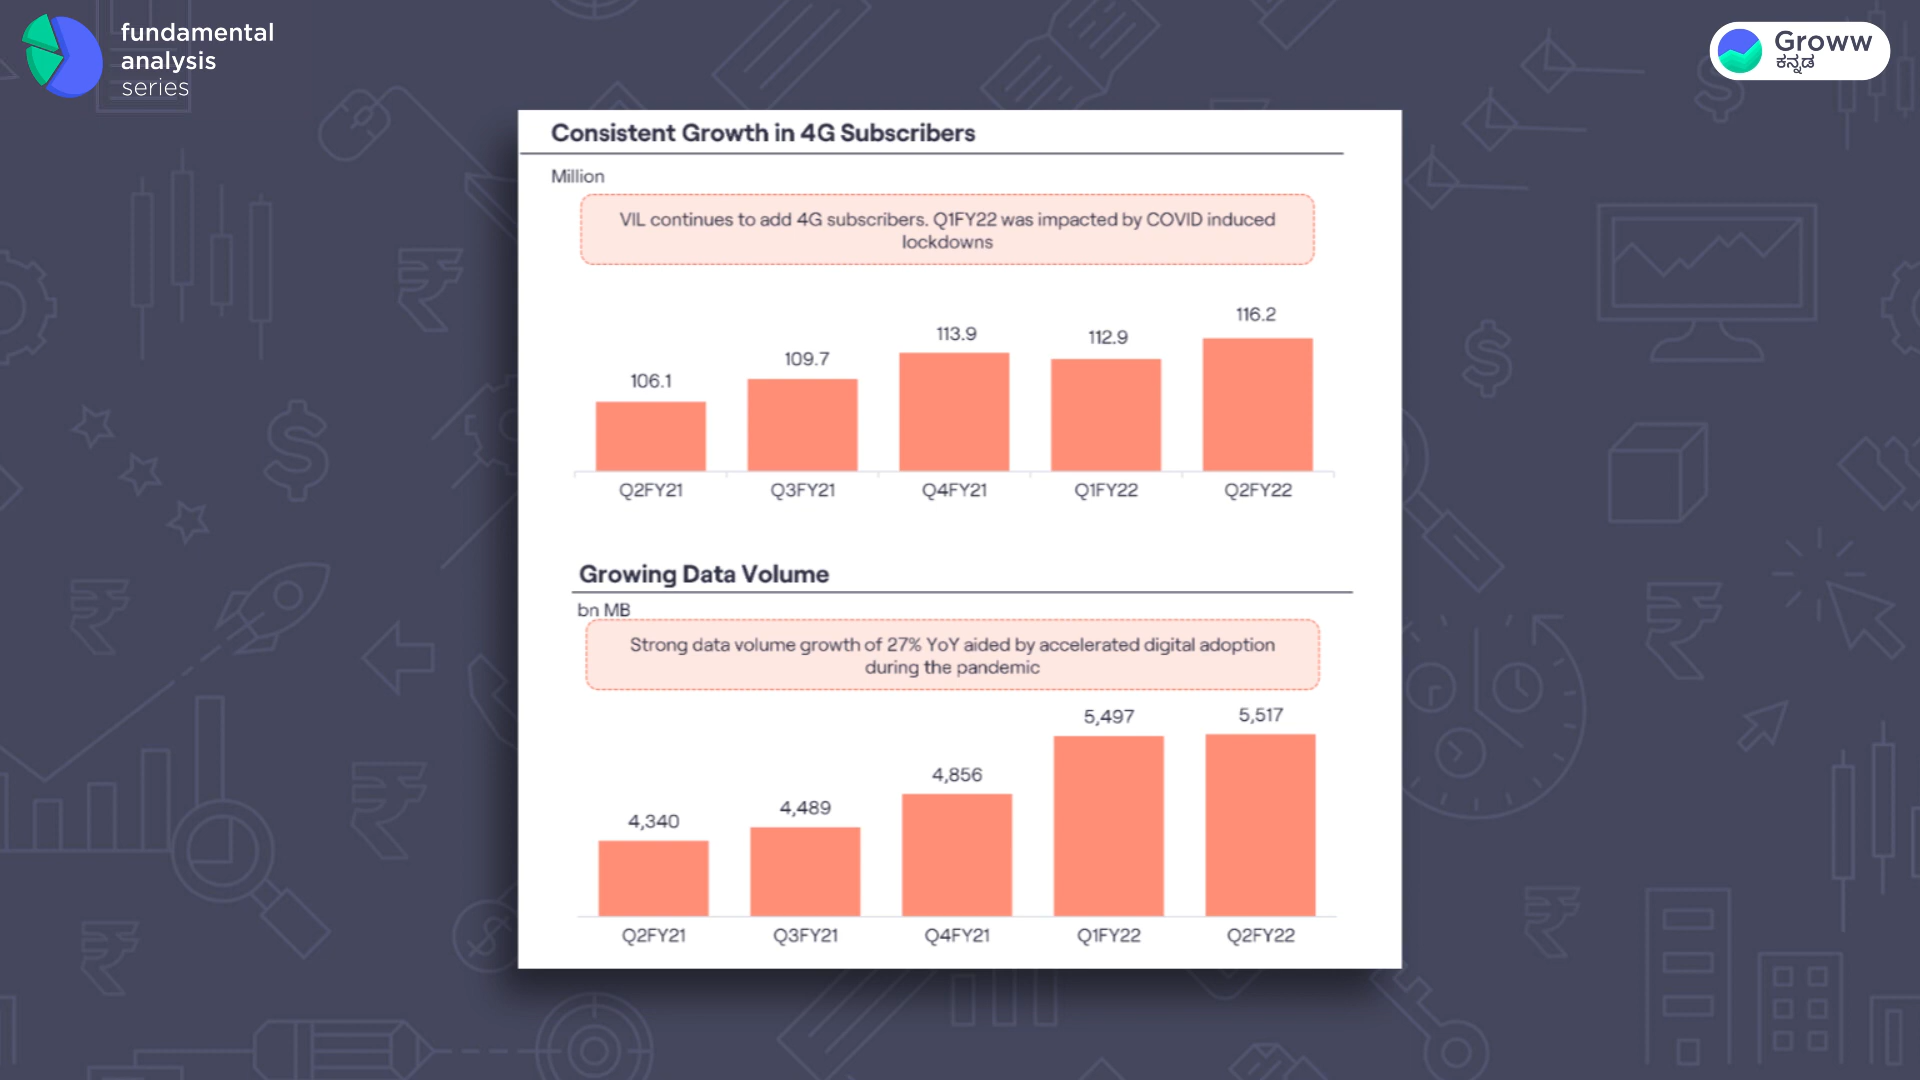 fundamental
analysis
series
Groww
ಕನ್ನಡ
Consistent Growth in 4G Subscribers
Million
VIL continues to add 4G subscribers. Q1FY22 was impacted by COVID induced
lockdowns
106.1
109.7
113.9
112.9
116.2
Q2FY21
Q3FY21
Q4FY21
Q1FY22
Q2FY22
Growing Data Volume
bn MB
Strong data volume growth of 27% YoY aided by accelerated digital adoption
during the pandemic
4,340
4,489
4,856
5,497
5,517
Q2FY21
Q3FY21
Q4FY21
Q1FY22
Q2FY22